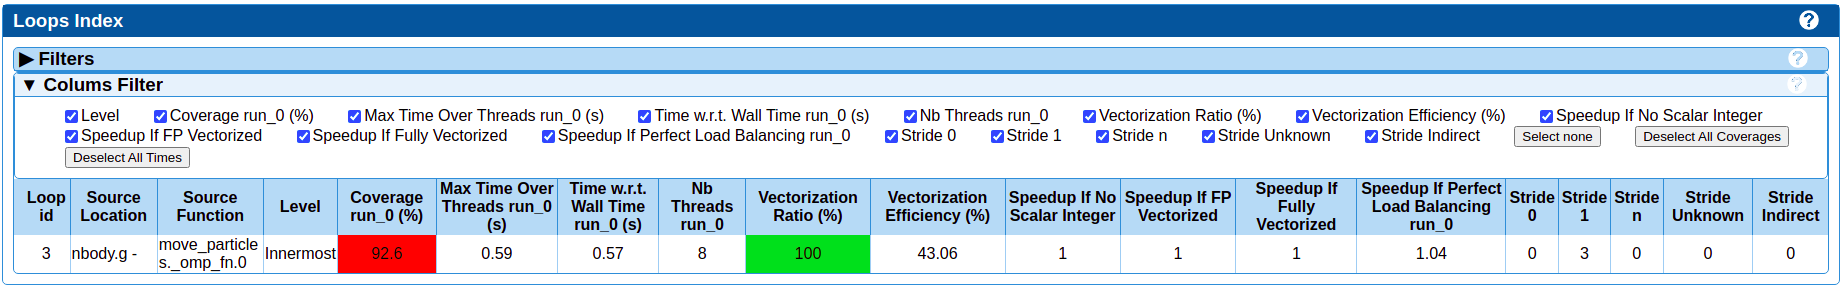 Loops Index
?
▶ Filters
?
▼ Colums Filter
?
Level Coverage run_0 (%) Max Time Over Threads run_0 (s) Time w.r.t. Wall Time run_0 (s) Nb Threads run_0 Vectorization Ratio (%) Vectorization Efficiency (%) Speedup If No Scalar Integer
Speedup If FP Vectorized Speedup If Fully Vectorized Speedup If Perfect Load Balancing run_0 Stride 0 Stride 1 Stride n Stride Unknown Stride Indirect Select none Deselect All Coverages
Deselect All Times
Loop
id
Source
Location
Source
Function
Level
Coverage
run_0 (%)
Max Time Over
Threads run_0
(s)
Time w.r.t.
Wall Time
run_0 (s)
Nb
Threads
run_0
Vectorization
Ratio (%)
Vectorization
Efficiency (%)
Speedup If No
Scalar Integer
Speedup If FP
Vectorized
Speedup If
Fully
Vectorized
Speedup If Perfect
Load Balancing
run_0
Stride
0
Stride
1
Stride
n
Stride
Unknown
Stride
Indirect
3
nbody.g -
move_particle
s._omp_fn.0
Innermost
92.6
0.59
0.57
8
100
43.06
1
1
1
1.04
0
3
0
0
0